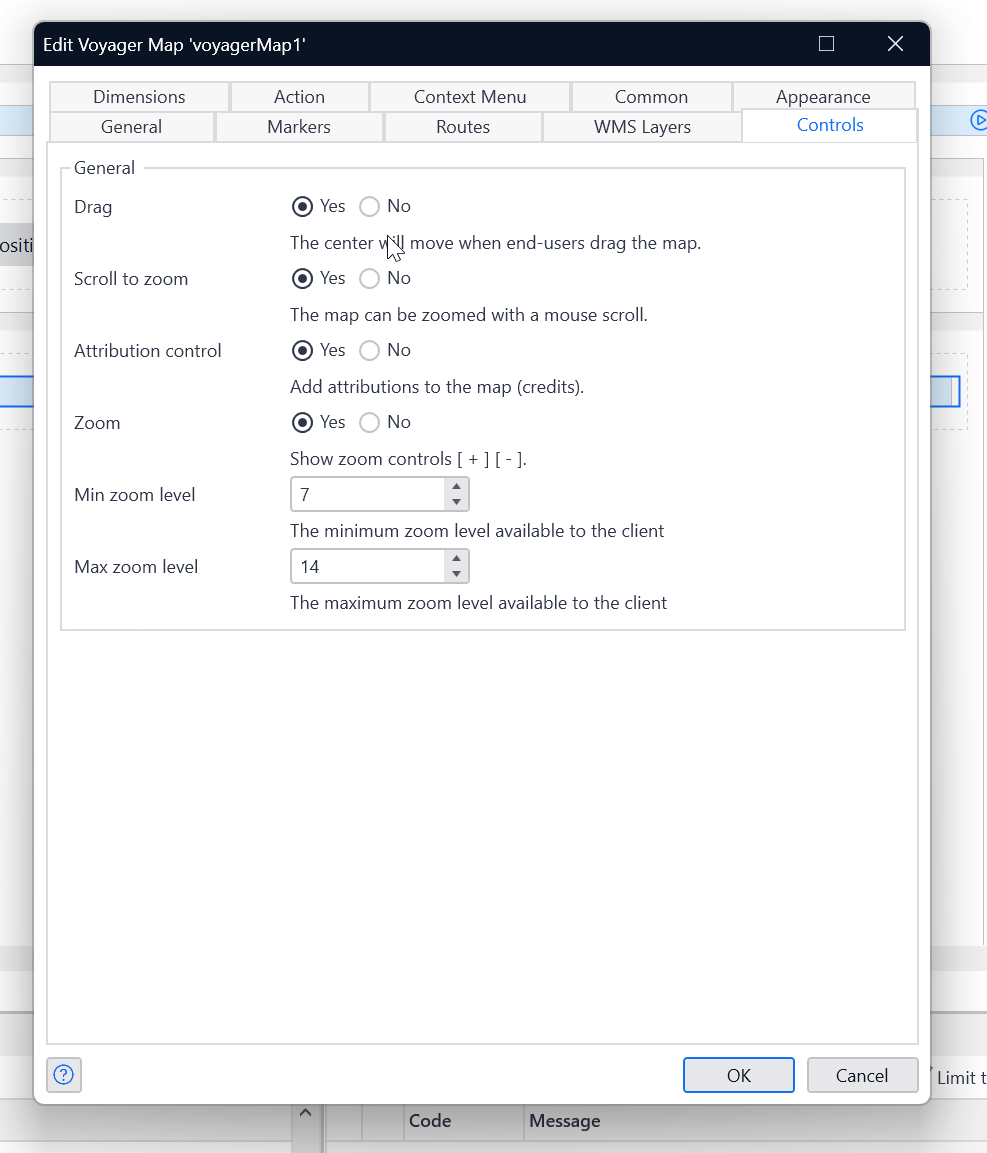 Edit Voyager Map 'voyagerMap1'
Dimensions Action Context Menu Common Appearance
General Markers Routes WMS Layers Controls
General
Drag Yes No
The center will move when end-users drag the map.
Scroll to zoom Yes No
The map can be zoomed with a mouse scroll.
Attribution control Yes No
Add attributions to the map (credits).
Zoom Yes No
Show zoom controls [ + ] [ - ].
Min zoom level 7
The minimum zoom level available to the client
Max zoom level 14
The maximum zoom level available to the client
OK Cancel
Limit t
Code Message